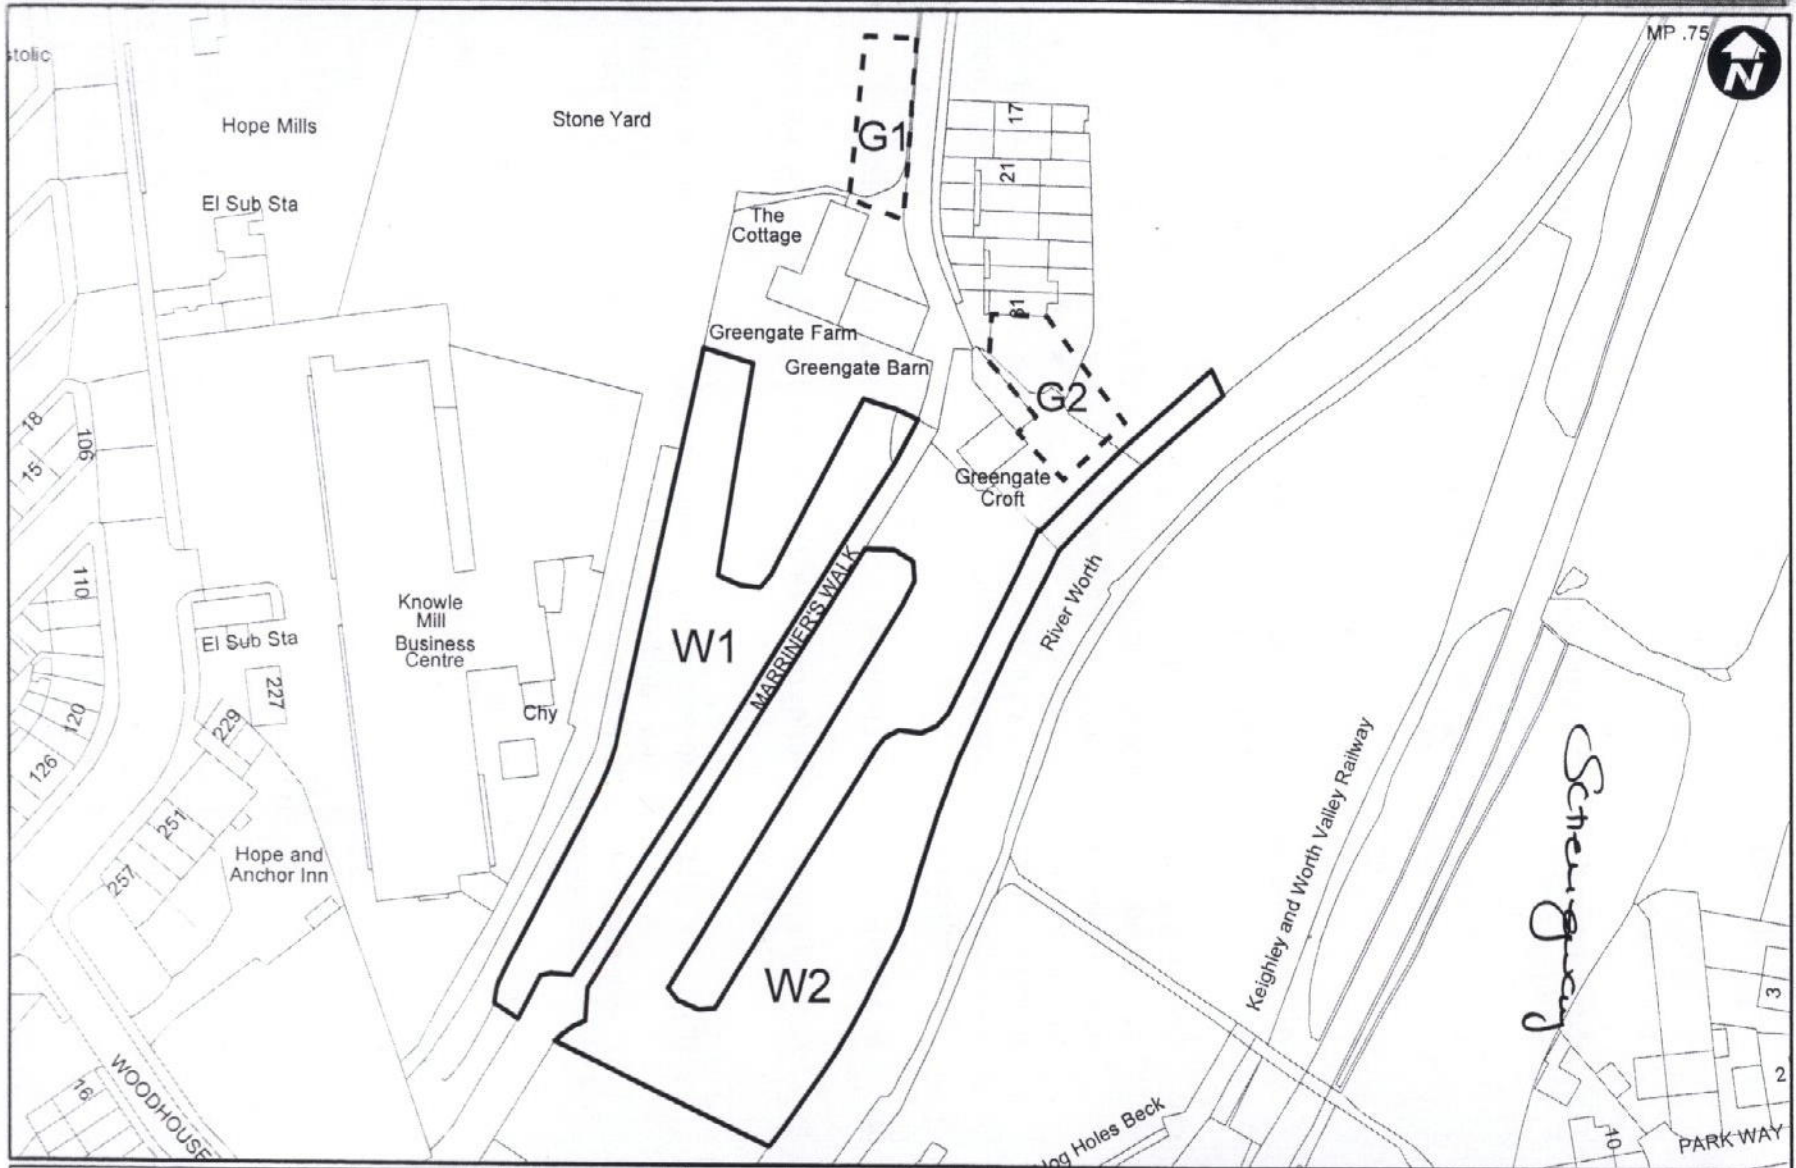 stolic
MP .75
N
Hope Mills
Stone Yard
G1
17
21
El Sub Sta
The
Cottage
31
Greengate Farm
Greengate Barn
G2
18
15
106
Greengate
Croft
110
Knowle
Mill
Business
Centre
El Sub Sta
W1
MARRINER'S WALK
River Worth
227
229
Chy
120
126
251
257
Hope and
Anchor Inn
Keighley and Worth Valley Railway
W2
3
2
16
WOODHOUSE
Hog Holes Beck
10
PARK WAY